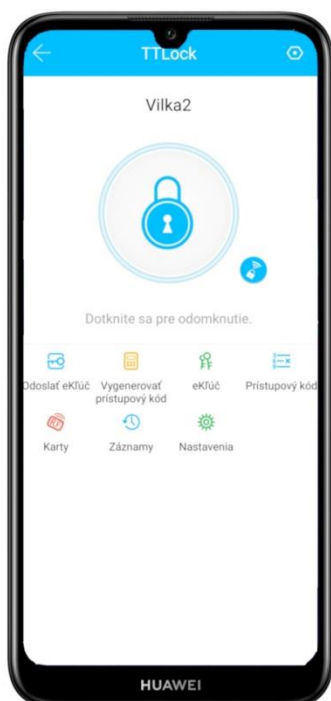 TTLock
Vilka2
Dotknite sa pre odomknutie.
Odoslať eKľúč
Vygenerovať
prístupový kód
eKľúč
Prístupový kód
Karty
Záznamy
Nastavenia
HUAWEI